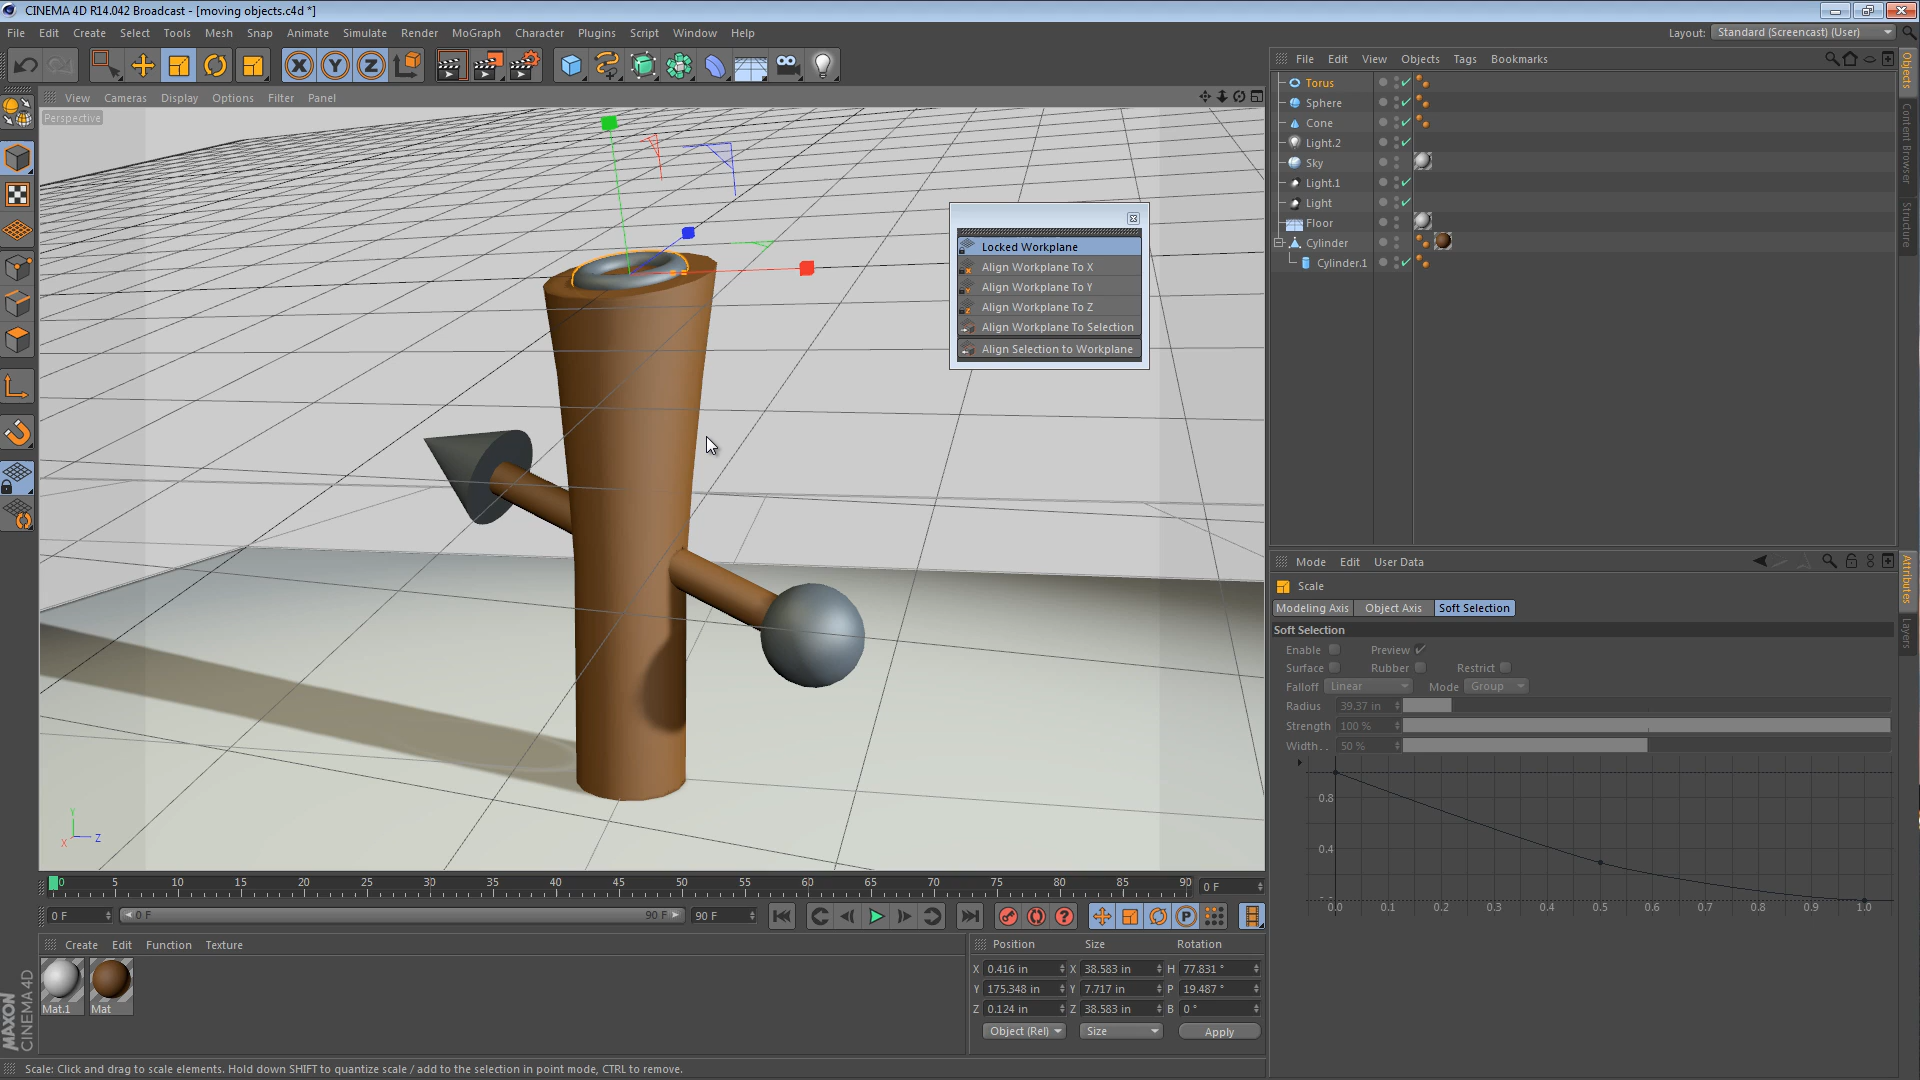 CINEMA 4D R14.042 Broadcast - [moving objects.c4d *]
File Edit Create Select Tools Mesh Snap Animate Simulate Render MoGraph Character Plugins Script Window Help
Layout: Standard (Screencast) (User)
X Y Z
File Edit View Objects Tags Bookmarks
View Cameras Display Options Filter Panel
Perspective
Torus
Sphere
Cone
Light.2
Sky
Light.1
Light
Floor
Cylinder
Cylinder.1
Objects
Content Browser
Structure
Locked Workplane
Align Workplane To X
Align Workplane To Y
Align Workplane To Z
Align Workplane To Selection
Align Selection to Workplane
Y
X Z
Mode Edit User Data
Scale
Modeling Axis Object Axis Soft Selection
Soft Selection
Enable Preview
Surface Rubber Restrict
Falloff Linear Mode Group
Radius 39.37 in
Strength 100 %
Width. . 50 %
0.8
0.4
0.0 0.1 0.2 0.3 0.4 0.5 0.6 0.7 0.8 0.9 1.0
Attributes
Layers
0 5 10 15 20 25 30 35 40 45 50 55 60 65 70 75 80 85 90 0 F
0 F 0 F 90 F 90 F
P
Create Edit Function Texture
Mat.1 Mat
Position Size Rotation
X 0.416 in X 38.583 in H 77.831 °
Y 175.348 in Y 7.717 in P 19.487 °
Z 0.124 in Z 38.583 in B 0 °
Object (Rel) Size Apply
MAXON
CINEMA 4D
Scale: Click and drag to scale elements. Hold down SHIFT to quantize scale / add to the selection in point mode, CTRL to remove.